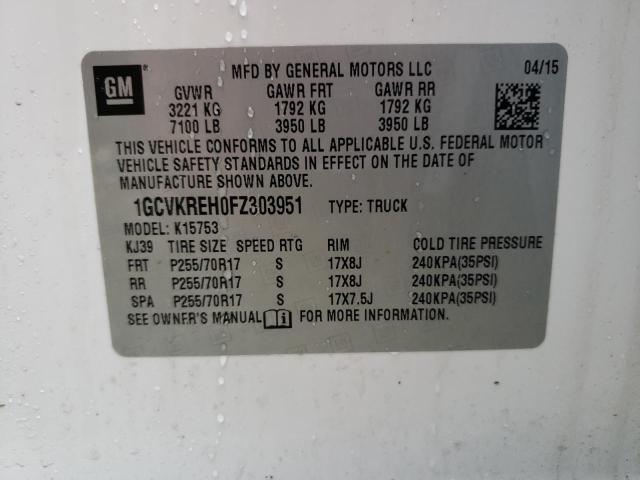 GM
MFD BY GENERAL MOTORS LLC 04/15
GVWR GAWR FRT GAWR RR
3221 KG 1792 KG 1792 KG
7100 LB 3950 LB 3950 LB
THIS VEHICLE CONFORMS TO ALL APPLICABLE U.S. FEDERAL MOTOR
VEHICLE SAFETY STANDARDS IN EFFECT ON THE DATE OF
MANUFACTURE SHOWN ABOVE.
1GCVKREH0FZ303951 TYPE: TRUCK
MODEL: K15753
KJ39 TIRE SIZE SPEED RTG RIM COLD TIRE PRESSURE
FRT P255/70R17 S 17X8J 240KPA(35PSI)
RR P255/70R17 S 17X8J 240KPA(35PSI)
SPA P255/70R17 S 17X7.5J 240KPA(35PSI)
SEE OWNER'S MANUAL i FOR MORE INFORMATION.